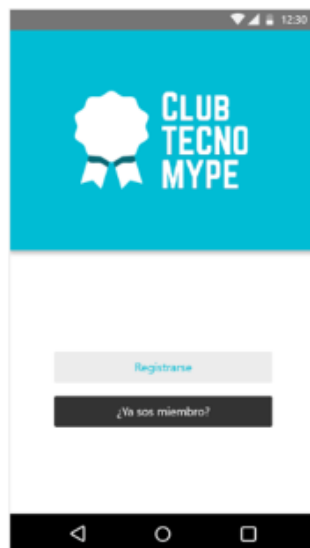 12:30
CLUB
TECNO
MYPE
Registrarse
¿Ya sos miembro?